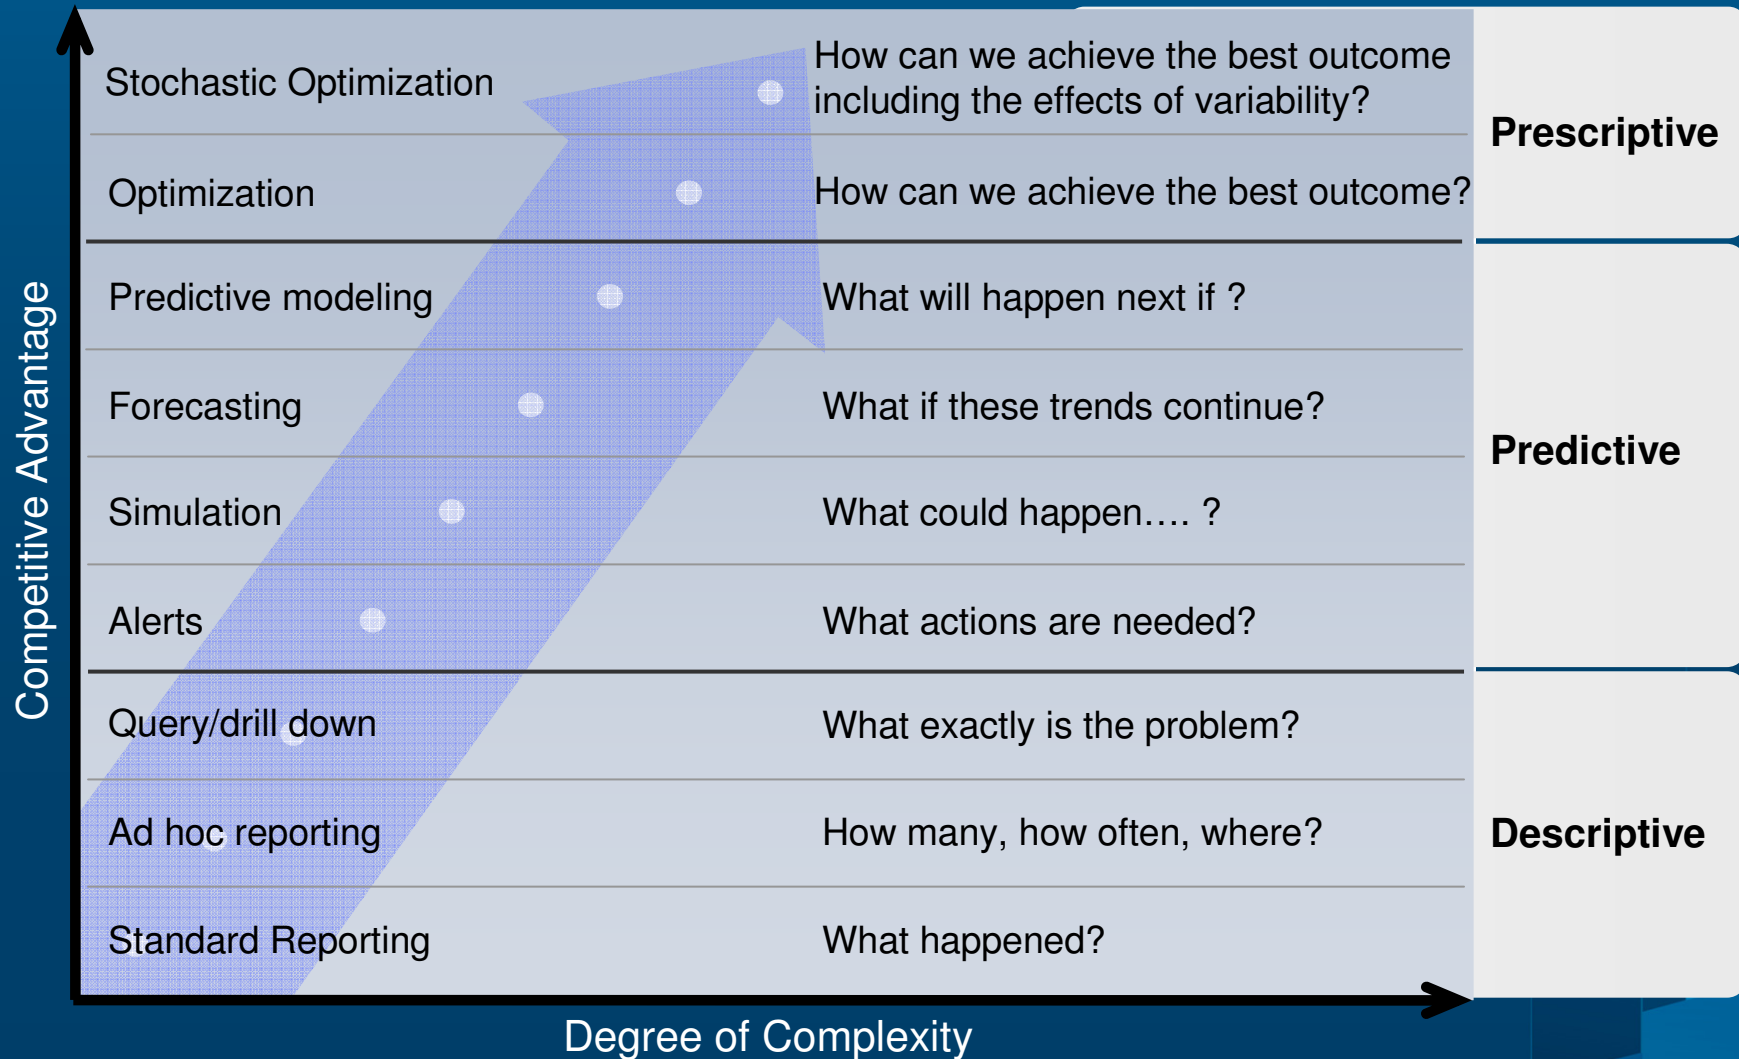 Competitive Advantage
Stochastic Optimization
How can we achieve the best outcome
including the effects of variability?
Prescriptive
Optimization
How can we achieve the best outcome?
Predictive modeling
What will happen next if ?
Forecasting
What if these trends continue?
Predictive
Simulation
What could happen…. ?
Alerts
What actions are needed?
Query/drill down
What exactly is the problem?
Ad hoc reporting
How many, how often, where?
Descriptive
Standard Reporting
What happened?
Degree of Complexity